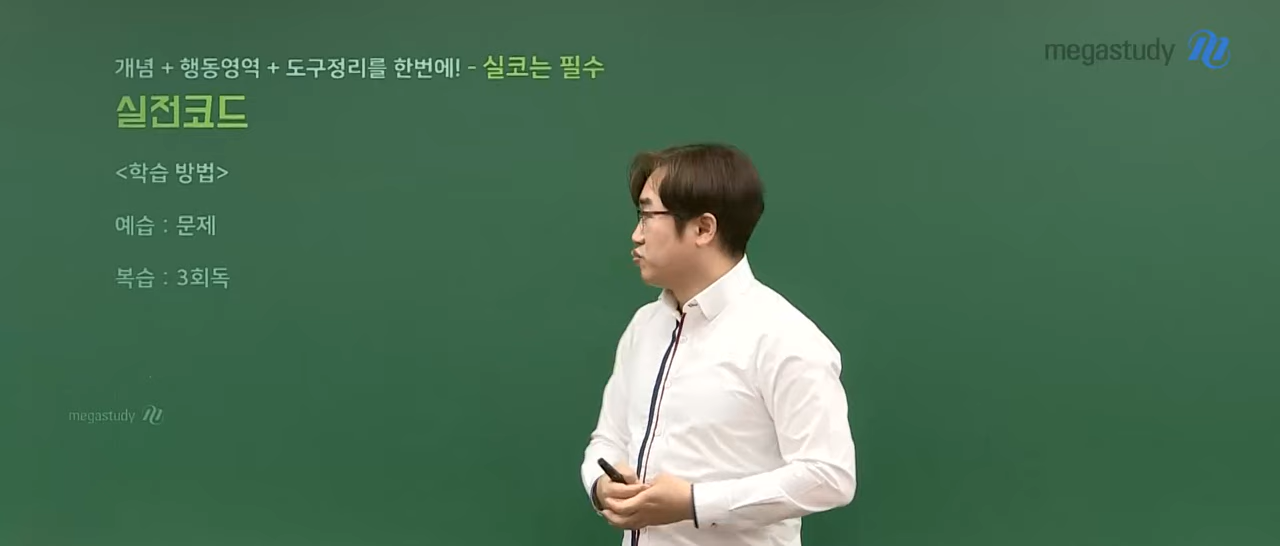 megastudy
개념 + 행동영역 + 도구정리를 한번에! - 실코는 필수
실전코드
<학습 방법>
예습 : 문제
복습 : 3회독
megastudy